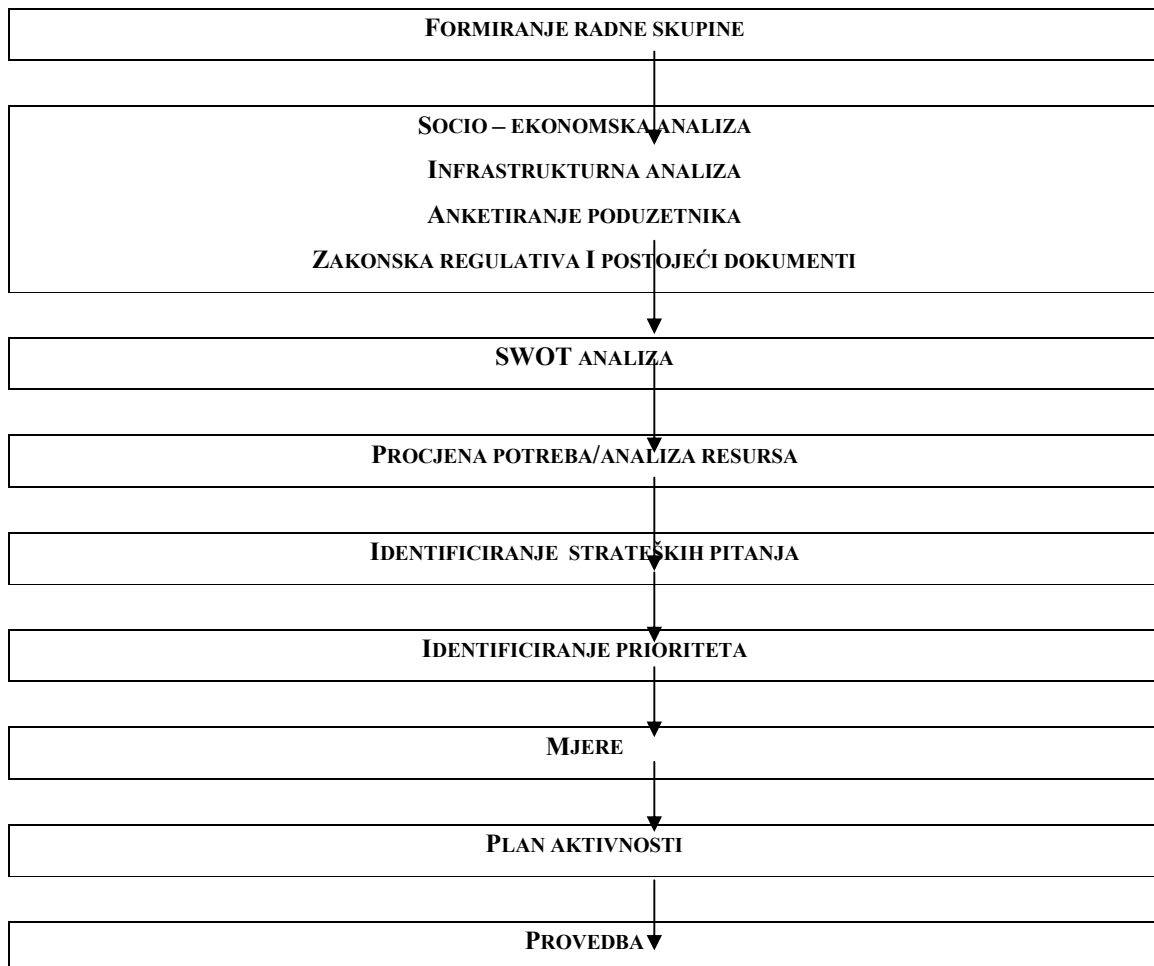 FORMIRANJE RADNE SKUPINE
SOCIO – EKONOMSKA ANALIZA
INFRASTRUKTURNA ANALIZA
ANKETIRANJE PODUZETNIKA
ZAKONSKA REGULATIVA I POSTOJEĆI DOKUMENTI
SWOT ANALIZA
PROCJENA POTREBA/ANALIZA RESURSA
IDENTIFICIRANJE STRATEŠKIH PITANJA
IDENTIFICIRANJE PRIORITETA
MJERE
PLAN AKTIVNOSTI
PROVEDBA